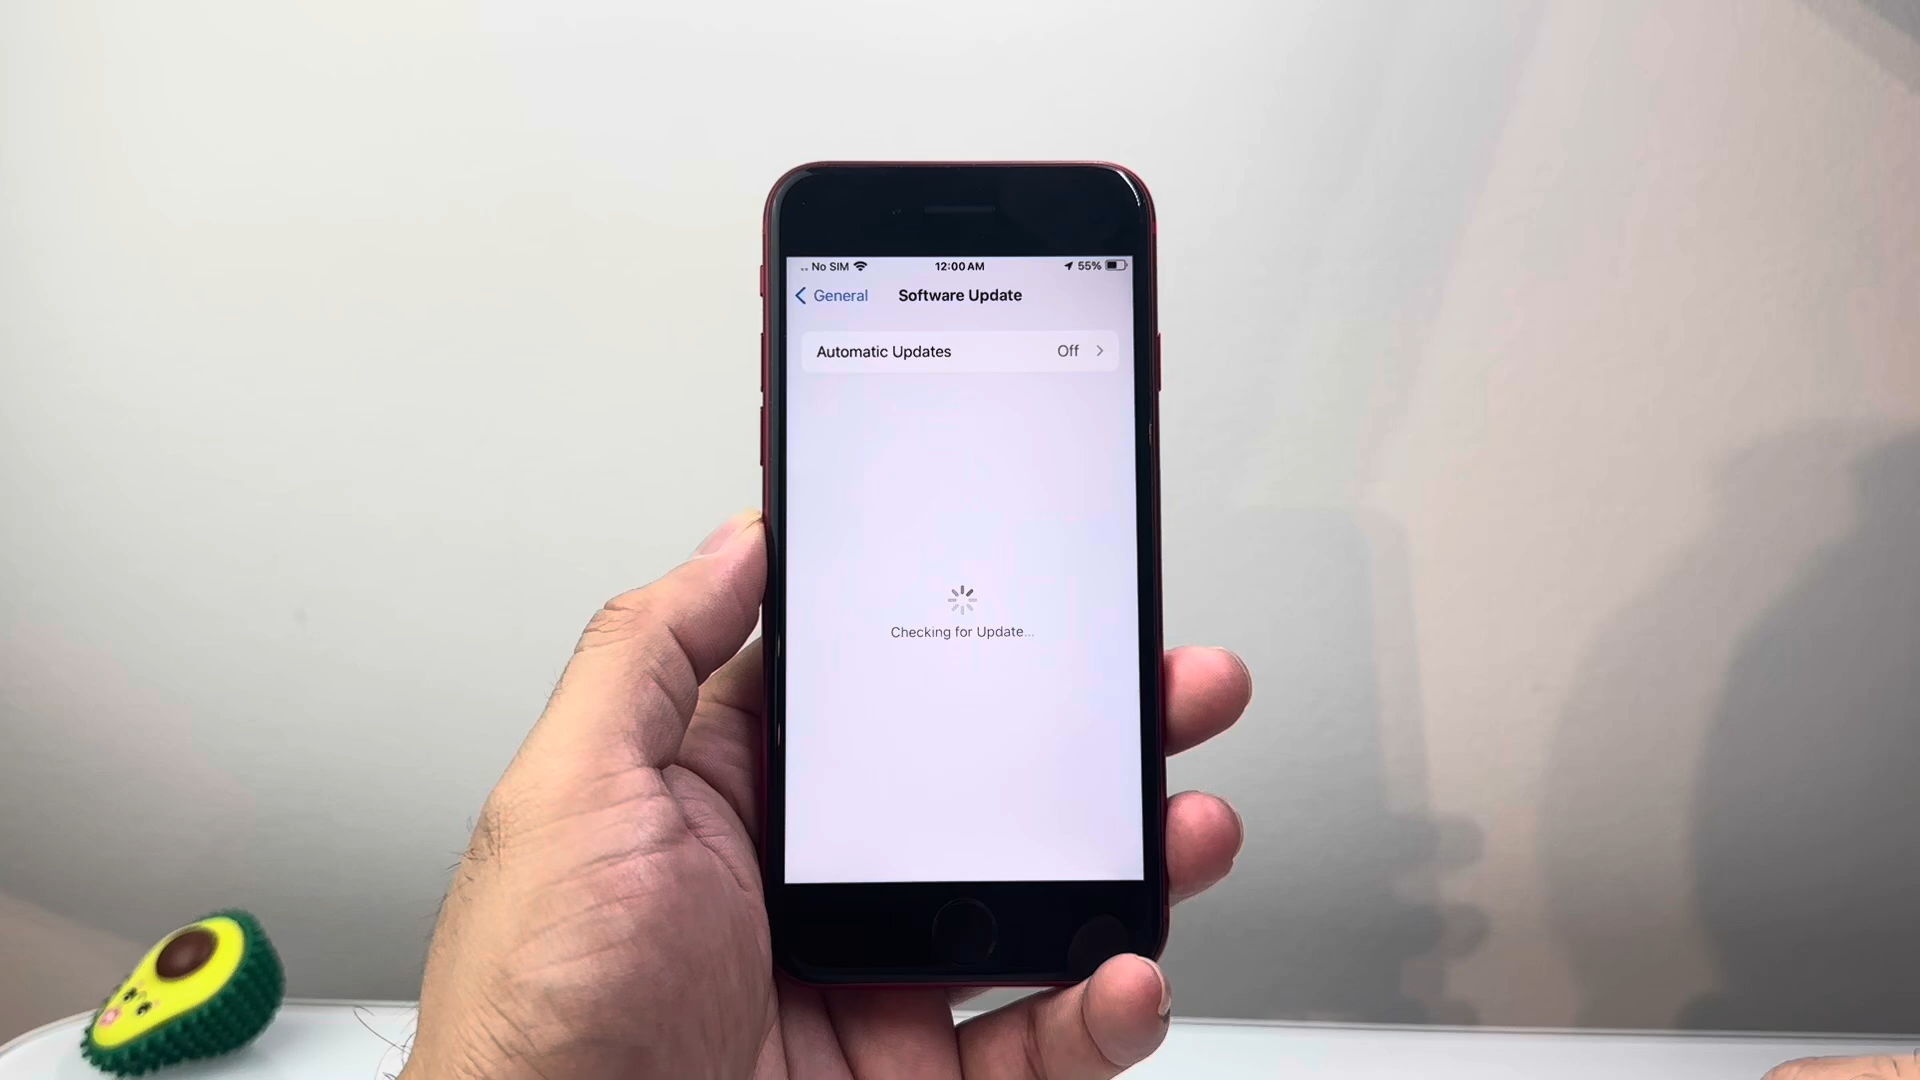 No SIM 12:00 AM 55%
General Software Update
Automatic Updates Off
Checking for Update...